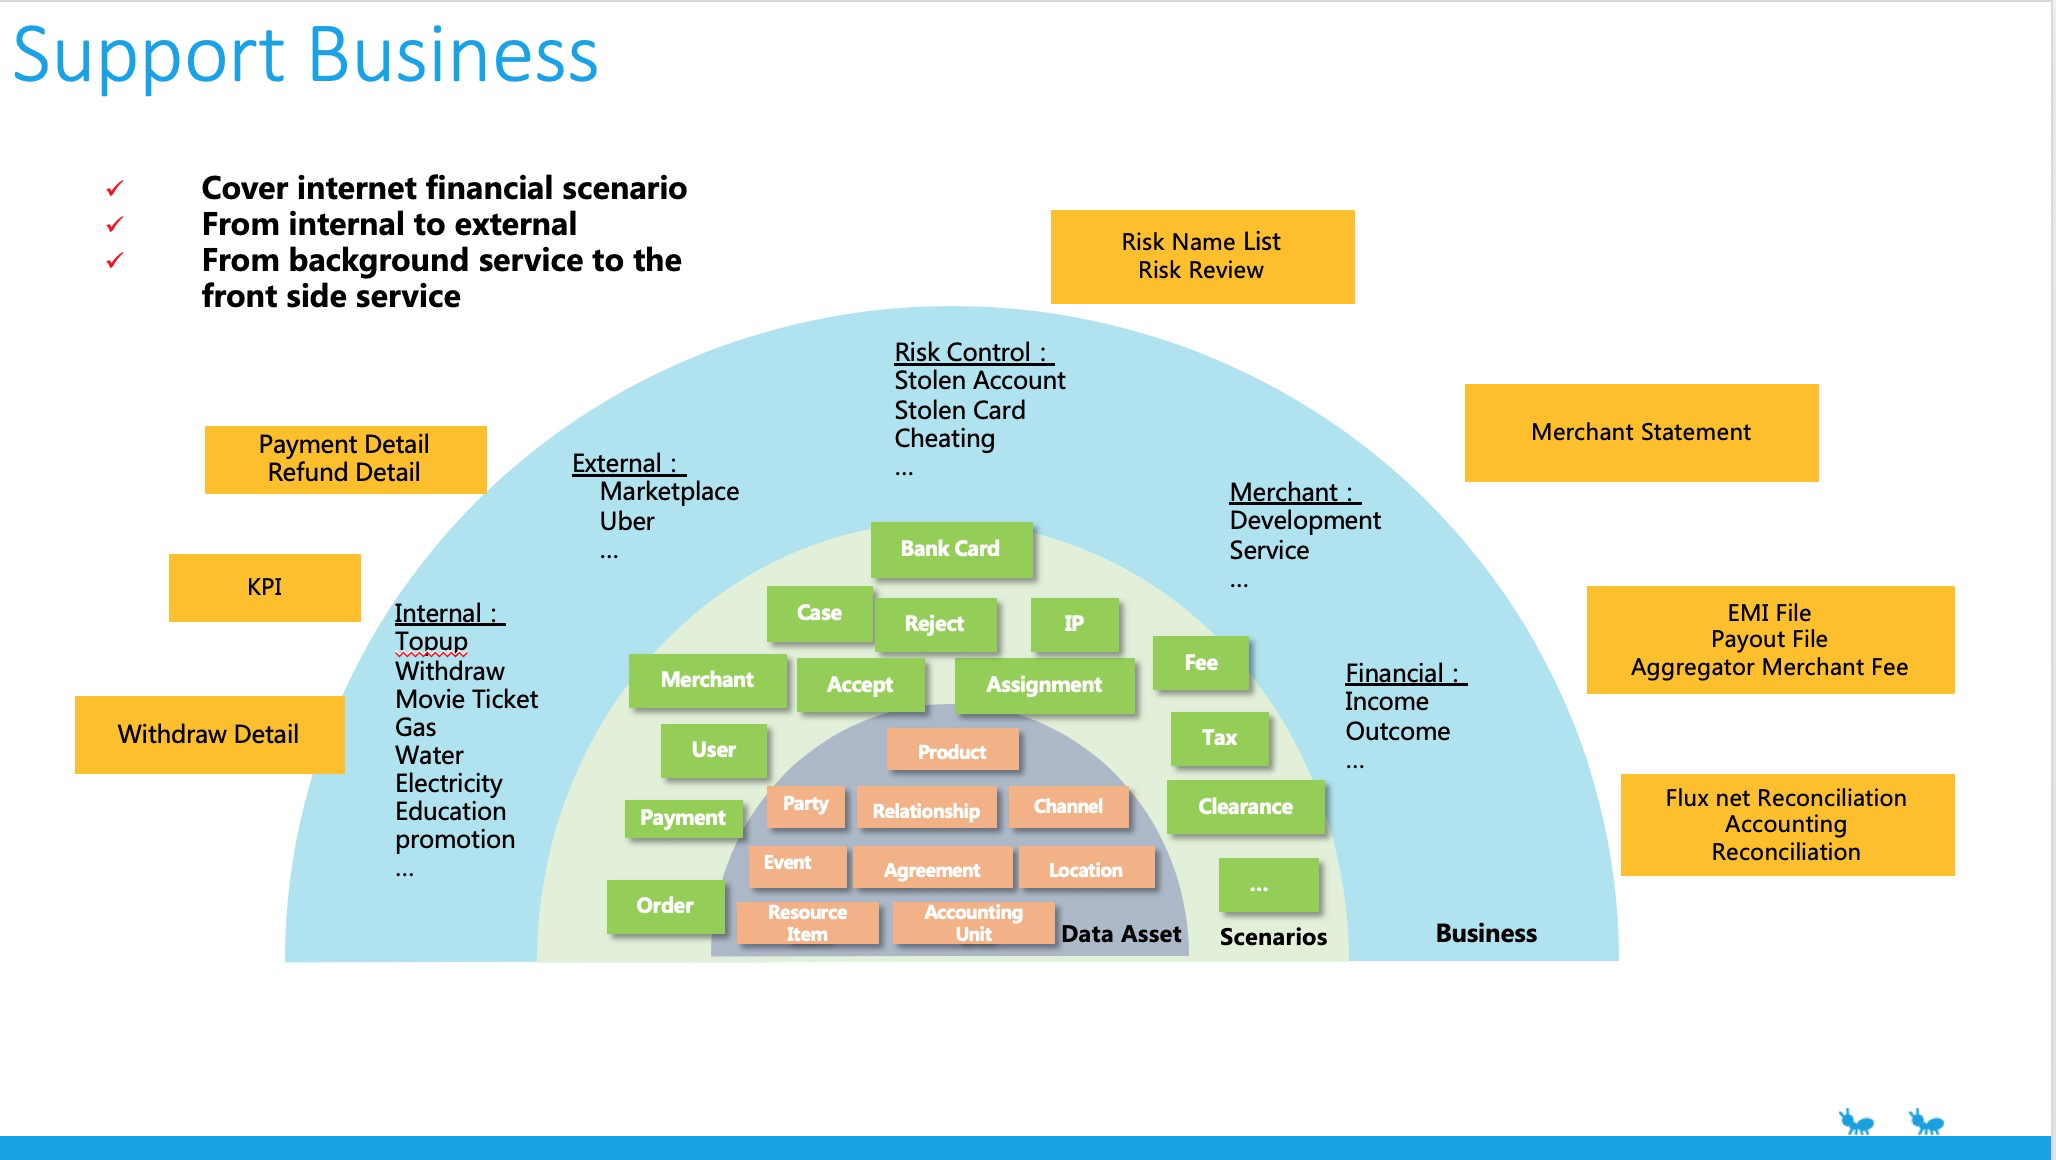 Support Business
Cover internet financial scenario
From internal to external
From background service to the
front side service
Risk Name List
Risk Review
Risk Control：
Stolen Account
Stolen Card
Cheating
...
Merchant Statement
Payment Detail
Refund Detail
External：
Marketplace
Uber
...
Merchant：
Development
Service
...
KPI
Internal：
Topup
Withdraw
Movie Ticket
Gas
Water
Electricity
Education
promotion
...
Withdraw Detail
EMI File
Payout File
Aggregator Merchant Fee
Financial：
Income
Outcome
...
Flux net Reconciliation
Accounting
Reconciliation
Bank Card
Case
Reject
IP
Fee
Merchant
Accept
Assignment
User
Tax
Payment
Clearance
Order
...
Product
Party
Relationship
Channel
Event
Agreement
Location
Resource
Item
Accounting
Unit
Data Asset
Scenarios
Business